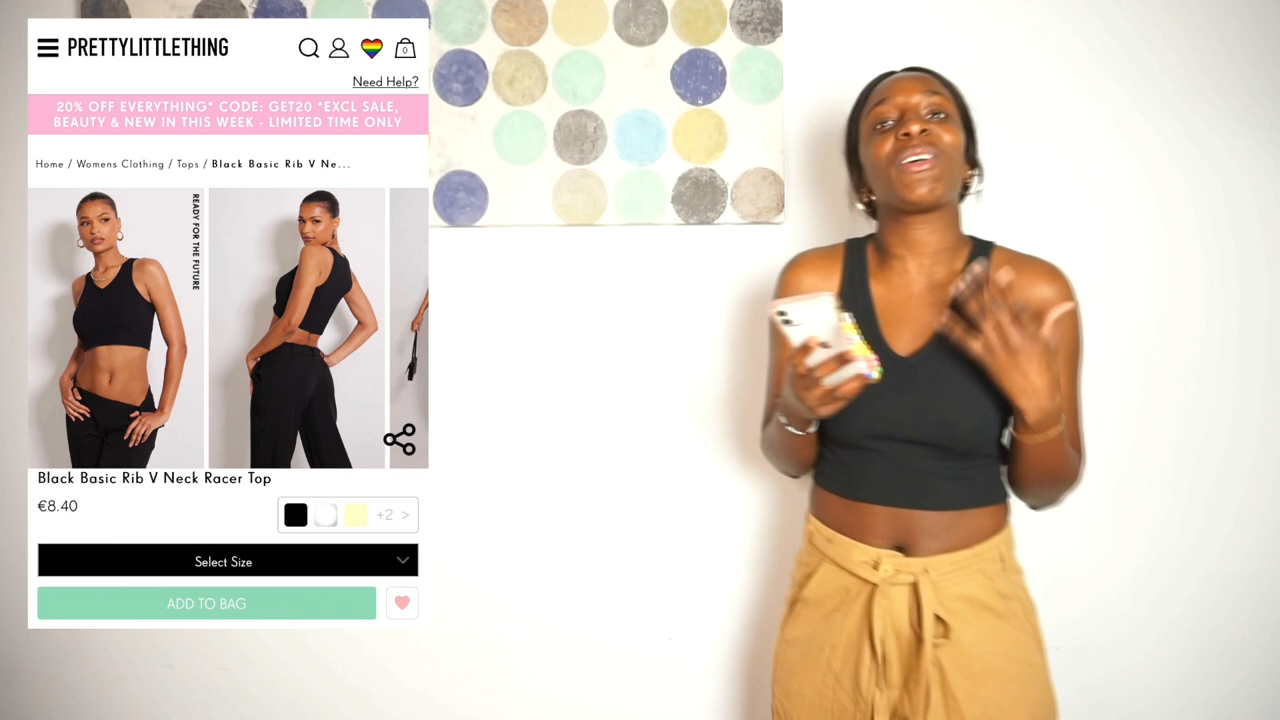 PRETTYLITTLETHING
0
Need Help?
20% OFF EVERYTHING* CODE: GET20 *EXCL SALE,
BEAUTY & NEW IN THIS WEEK - LIMITED TIME ONLY
Home / Womens Clothing / Tops / Black Basic Rib V Ne...
READY FOR THE FUTURE
Black Basic Rib V Neck Racer Top
€8.40
+2 >
Select Size
ADD TO BAG